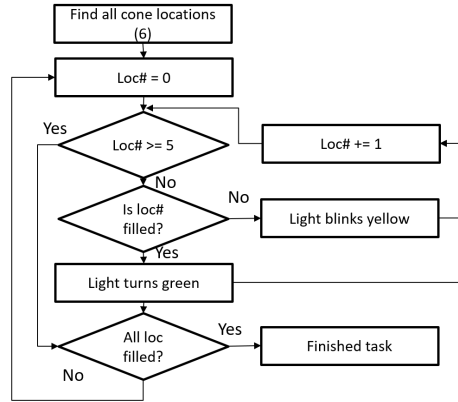 Find all cone locations
(6)
Loc# = 0
Yes
Loc# >= 5
Loc# += 1
No
Is loc#
filled?
No
Light blinks yellow
Yes
Light turns green
All loc
filled?
Yes
Finished task
No